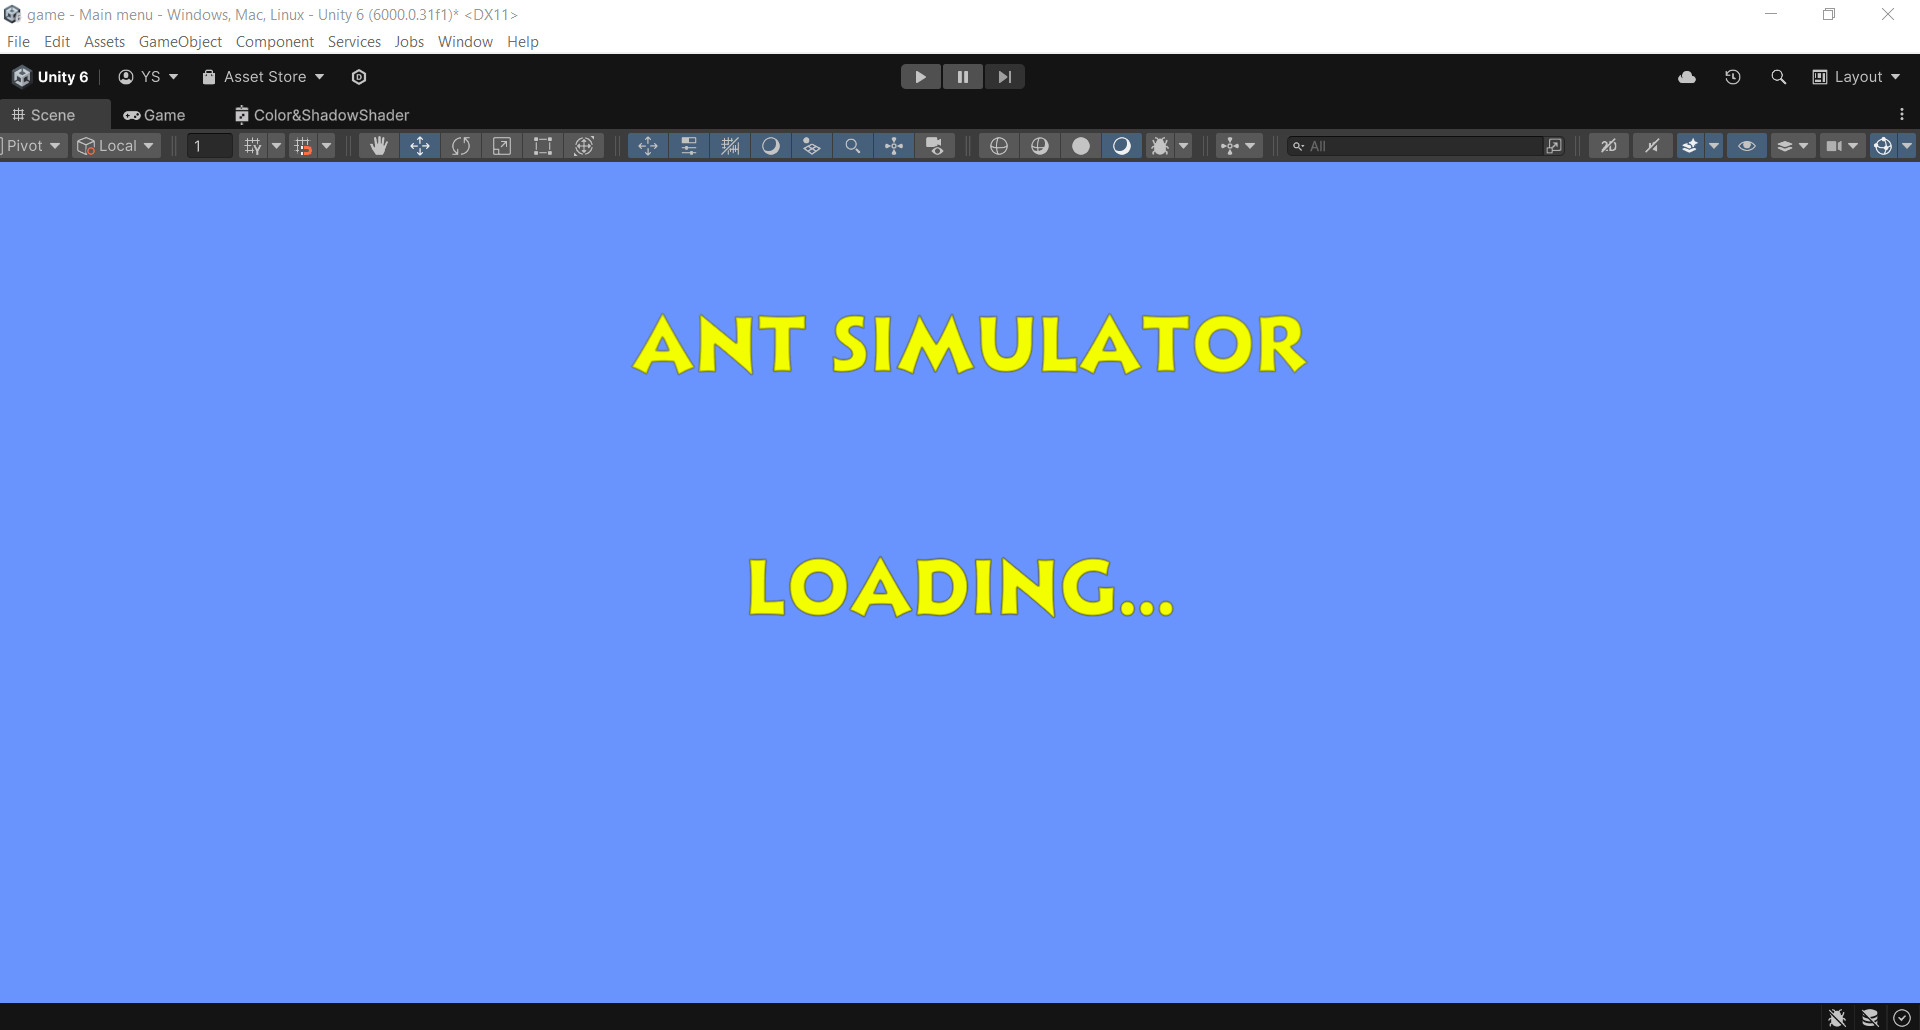 game - Main menu - Windows, Mac, Linux - Unity 6 (6000.0.31f1)* <DX11>
File Edit Assets GameObject Component Services Jobs Window Help
Unity 6 YS Asset Store Layout
Scene Game Color&ShadowShader
Pivot Local 1 All 2D
ANT SIMULATOR
LOADING...